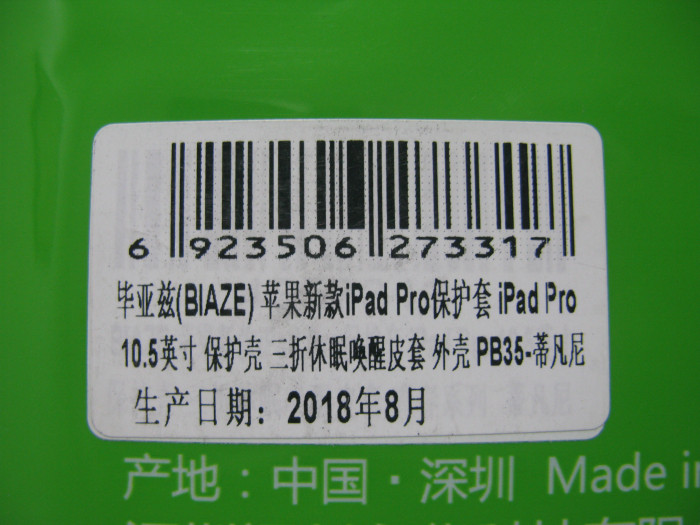 6 923506 273317
毕亚兹(BIAZE) 苹果新款iPad Pro保护套 iPad Pro
10.5英寸 保护壳 三折休眠唤醒皮套 外壳 PB35-蒂凡尼
生产日期：2018年8月
产地：中国·深圳 Made in